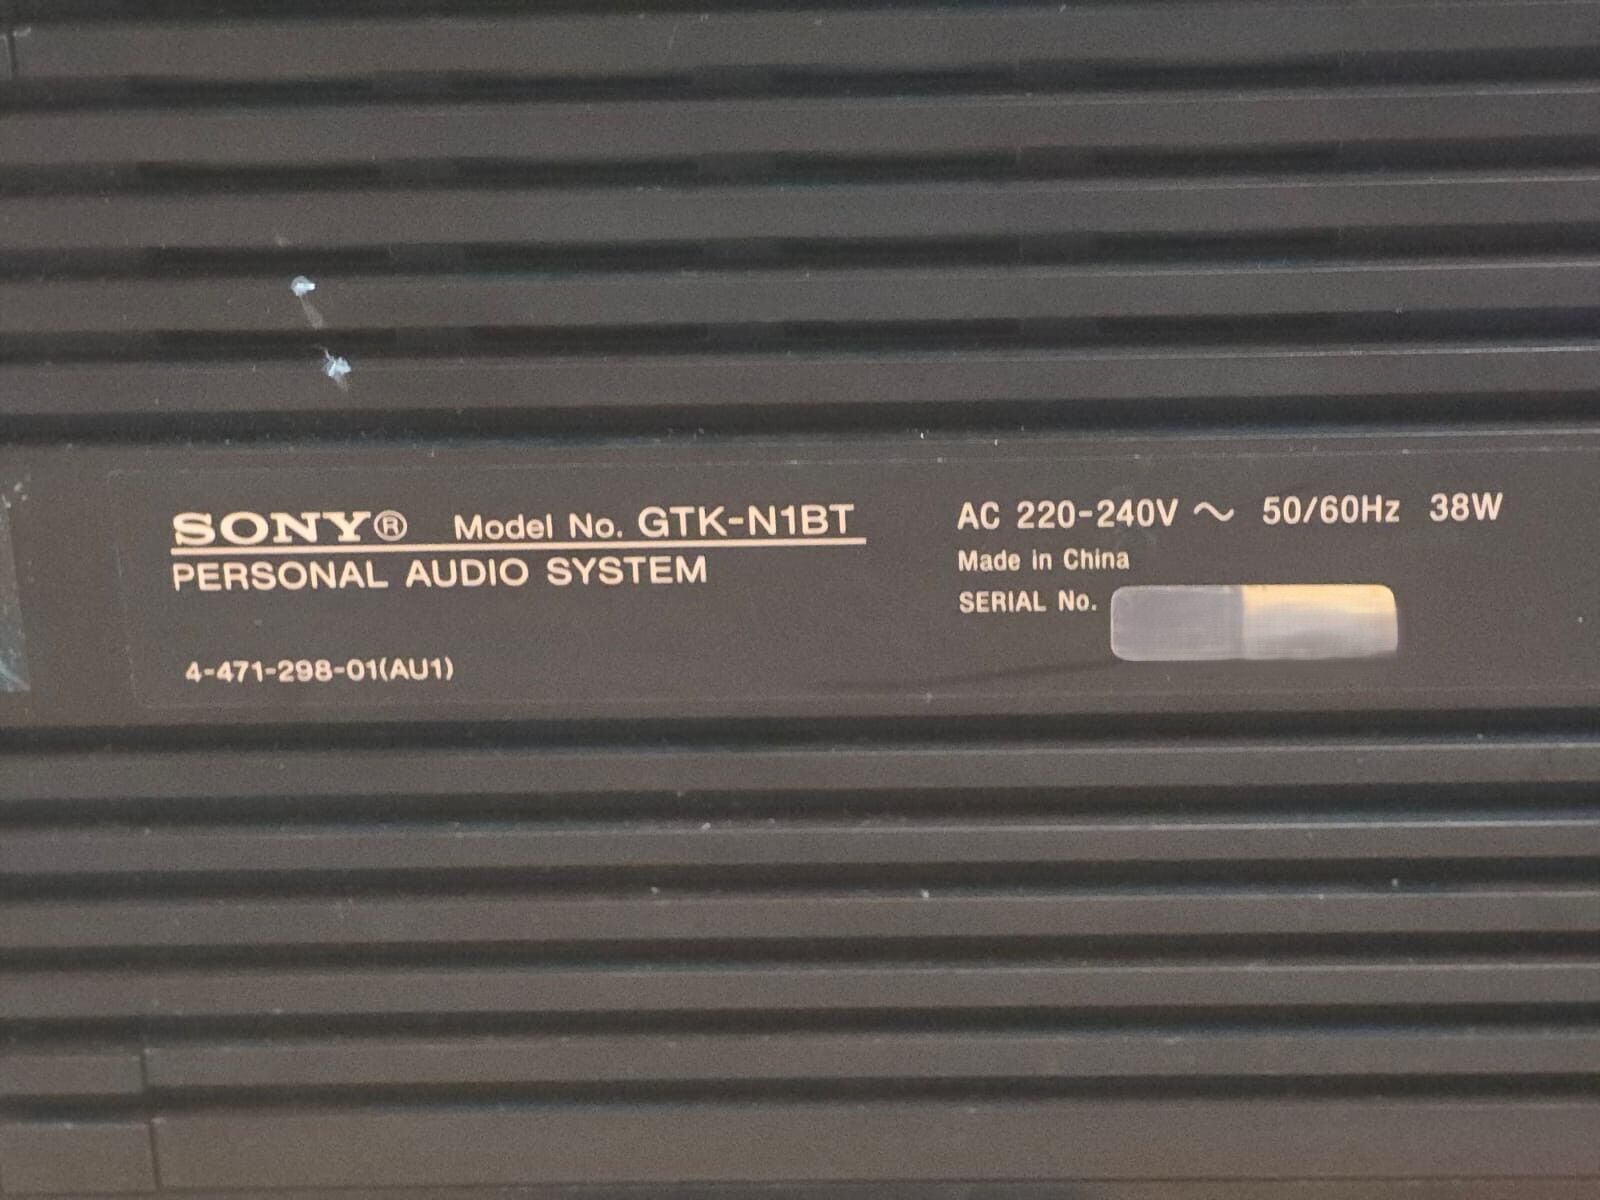 SONY® Model No. GTK-N1BT
PERSONAL AUDIO SYSTEM
4-471-298-01(AU1)
AC 220-240V ~ 50/60Hz 38W
Made in China
SERIAL No.